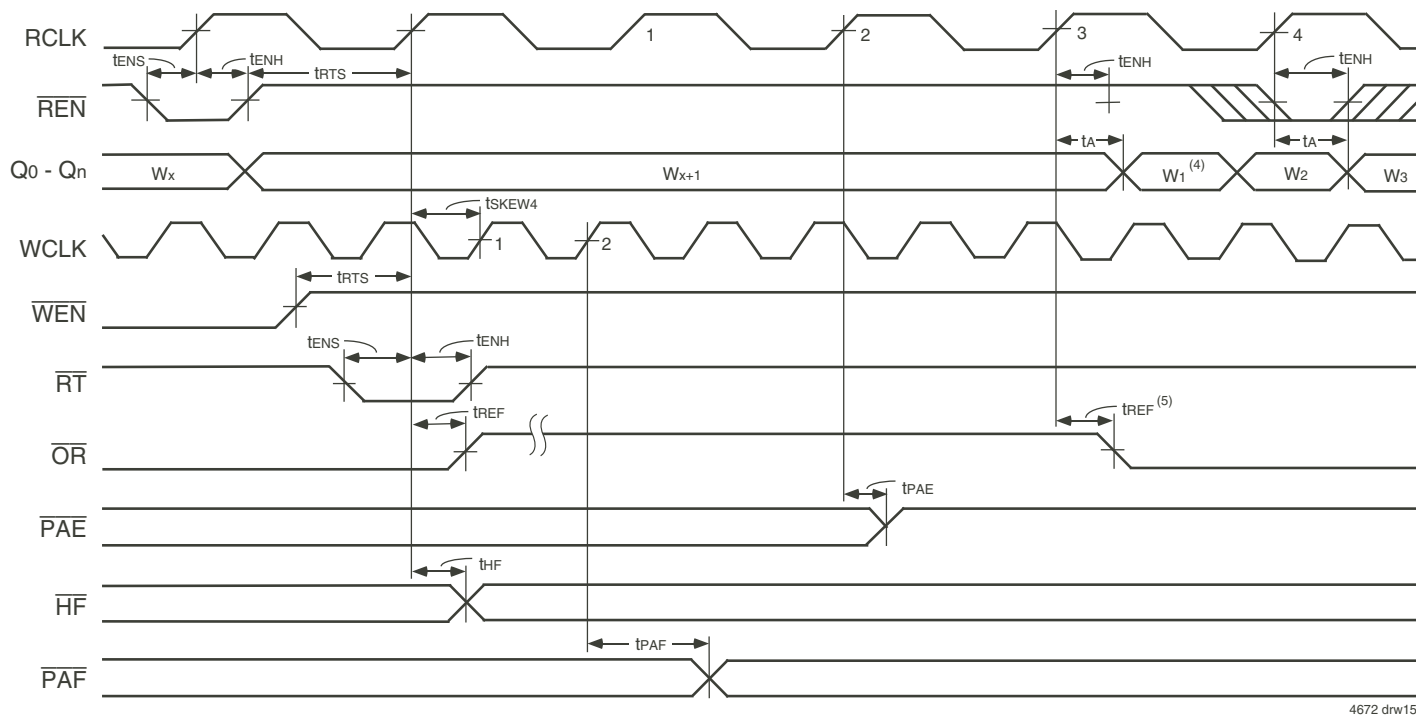 RCLK 1 2 3 4
tENS tENH tRTS tENH tENH
REN
tA tA
Q0 - Qn Wx Wx+1 W1 (4) W2 W3
tSKEW4
WCLK 1 2
tRTS
WEN
tENS tENH
RT
tREF tREF (5)
OR
tPAE
PAE
tHF
HF
tPAF
PAF
4672 drw15